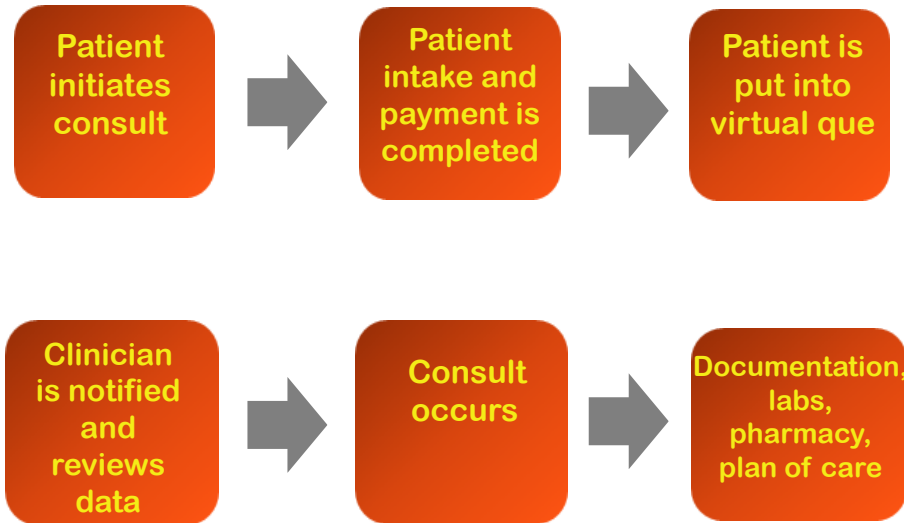 Patient
initiates
consult
Patient
intake and
payment is
completed
Patient is
put into
virtual que
Clinician
is notified
and
reviews
data
Consult
occurs
Documentation,
labs,
pharmacy,
plan of care